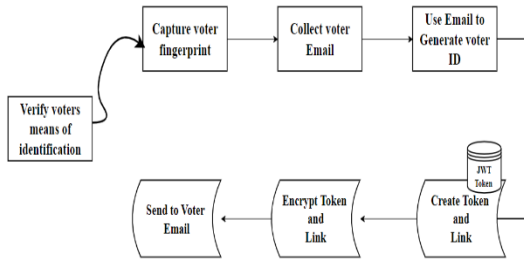 Capture voter
fingerprint
Collect voter
Email
Use Email to
Generate voter
ID
Verify voters
means of
identification
JWT
Token
Send to Voter
Email
Encrypt Token
and
Link
Create Token
and
Link